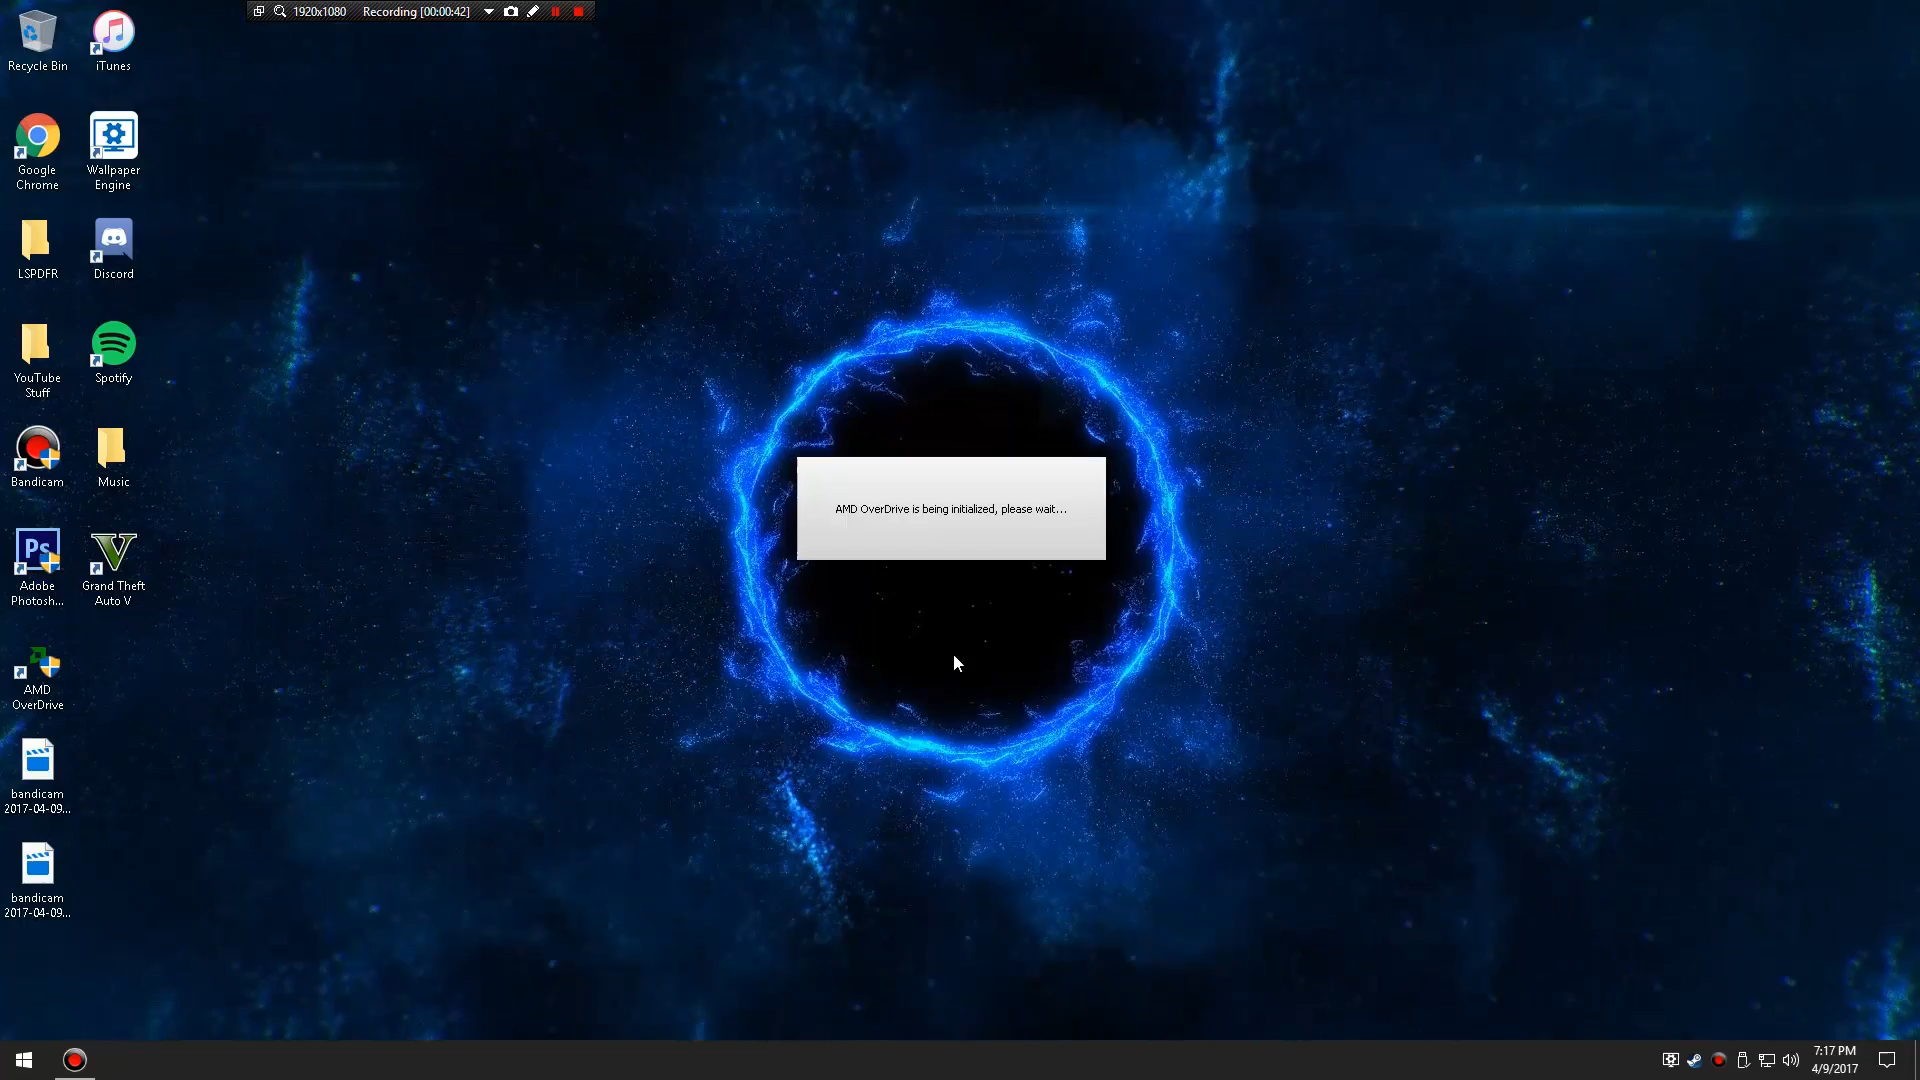 1920x1080 Recording [00:00:42]
Recycle Bin
iTunes
Google
Chrome
Wallpaper
Engine
LSPDFR
Discord
YouTube
Stuff
Spotify
Bandicam
Music
Ps
Adobe
Photosh...
Grand Theft
Auto V
AMD
OverDrive
bandicam
2017-04-09...
bandicam
2017-04-09...
AMD OverDrive is being initialized, please wait...
7:17 PM
4/9/2017